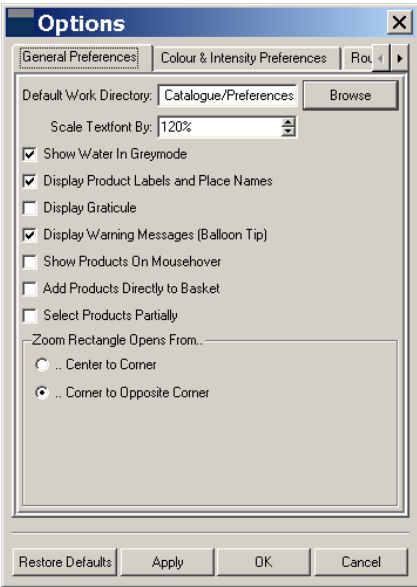 Options
General Preferences Colour & Intensity Preferences Rou
Default Work Directory: Catalogue/Preferences Browse
Scale Textfont By: 120%
Show Water In Greymode
Display Product Labels and Place Names
Display Graticule
Display Warning Messages (Balloon Tip)
Show Products On Mousehover
Add Products Directly to Basket
Select Products Partially
Zoom Rectangle Opens From..
.. Center to Corner
.. Corner to Opposite Corner
Restore Defaults Apply OK Cancel